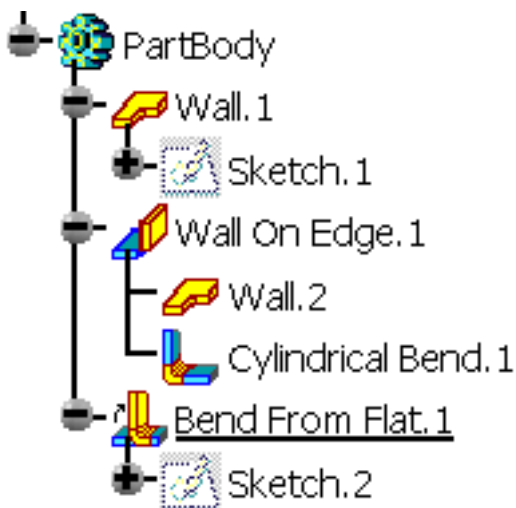 PartBody
Wall.1
Sketch.1
Wall On Edge.1
Wall.2
Cylindrical Bend.1
Bend From Flat.1
Sketch.2